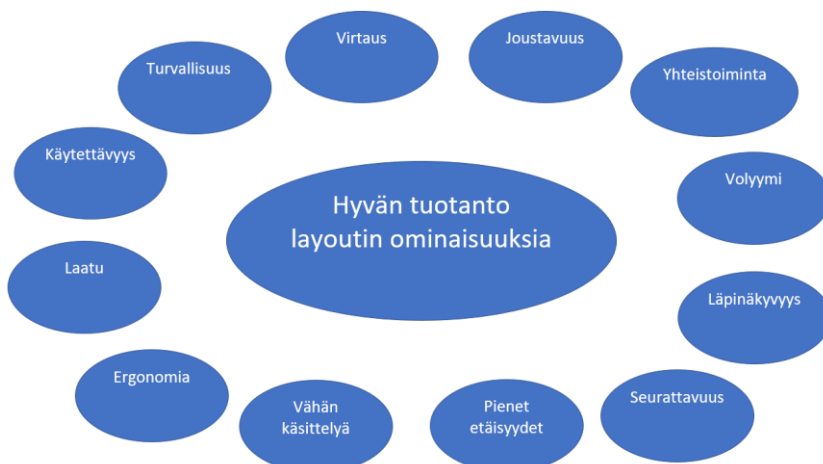 Virtaus
Joustavuus
Turvallisuus
Yhteistoiminta
Käytettävyys
Volyymi
Hyvän tuotanto
layoutin ominaisuuksia
Laatu
Läpinäkyvyys
Ergonomia
Seurattavuus
Vähän
käsittelyä
Pienet
etäisyydet